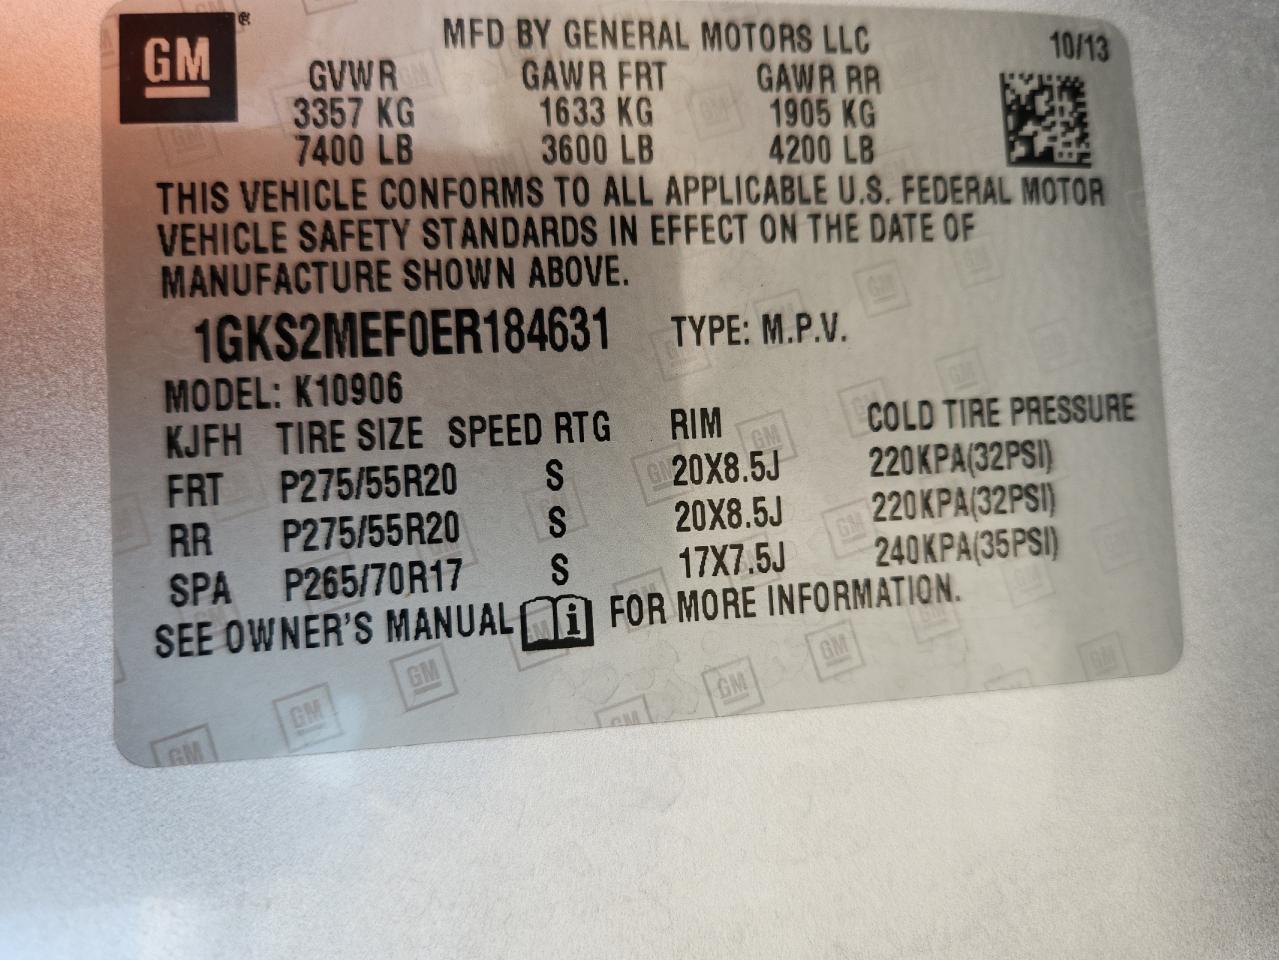 GM ®
MFD BY GENERAL MOTORS LLC
10/13
GVWR GAWR FRT GAWR RR
3357 KG 1633 KG 1905 KG
7400 LB 3600 LB 4200 LB
THIS VEHICLE CONFORMS TO ALL APPLICABLE U.S. FEDERAL MOTOR
VEHICLE SAFETY STANDARDS IN EFFECT ON THE DATE OF
MANUFACTURE SHOWN ABOVE.
1GKS2MEF0ER184631 TYPE: M.P.V.
MODEL: K10906
KJFH TIRE SIZE SPEED RTG RIM COLD TIRE PRESSURE
FRT P275/55R20 S 20X8.5J 220KPA(32PSI)
RR P275/55R20 S 20X8.5J 220KPA(32PSI)
SPA P265/70R17 S 17X7.5J 240KPA(35PSI)
SEE OWNER'S MANUAL i FOR MORE INFORMATION.